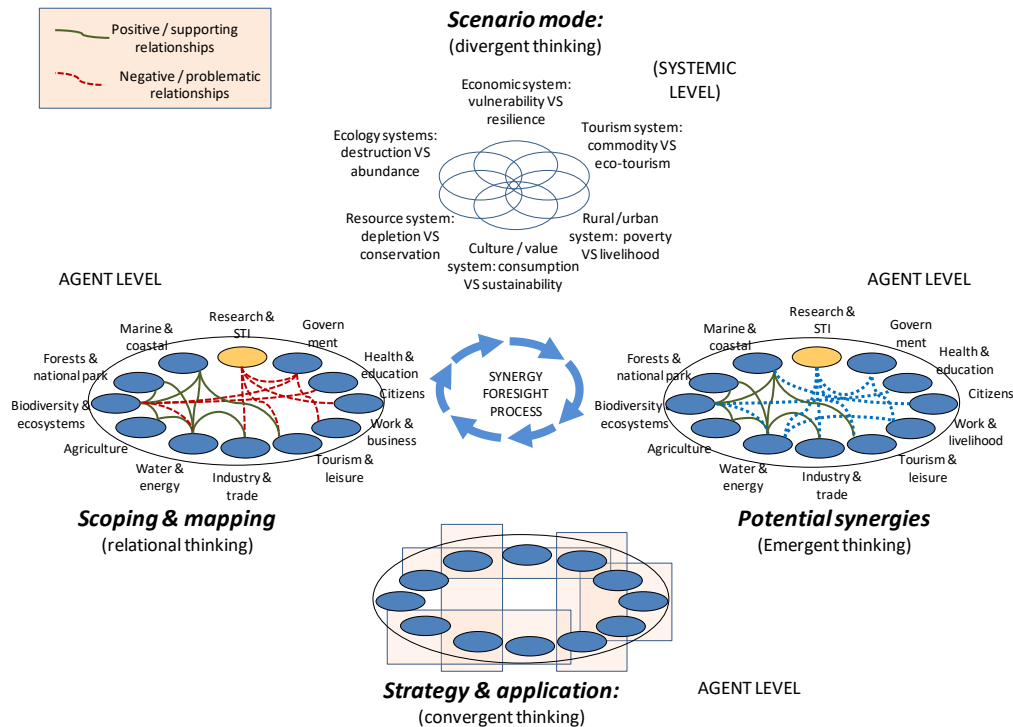 Positive / supporting
relationships
Negative / problematic
relationships
Scenario mode:
(divergent thinking)
(SYSTEMIC
LEVEL)
Economic system:
vulnerability VS
resilience
Ecology systems:
destruction VS
abundance
Tourism system:
commodity VS
eco-tourism
Resource system:
depletion VS
conservation
Culture / value
system: consumption
VS sustainability
Rural /urban
system: poverty
VS livelihood
AGENT LEVEL
Marine &
coastal
Research &
STI
Govern
ment
Forests &
national park
Health &
education
Biodiversity &
ecosystems
Citizens
Agriculture
Work &
business
Water &
energy
Industry &
trade
Tourism &
leisure
Scoping & mapping
(relational thinking)
SYNERGY
FORESIGHT
PROCESS
AGENT LEVEL
Marine &
coastal
Research &
STI
Govern
ment
Forests &
national park
Health &
education
Biodiversity &
ecosystems
Citizens
Agriculture
Work &
livelihood
Water &
energy
Industry &
trade
Tourism &
leisure
Potential synergies
(Emergent thinking)
Strategy & application:
(convergent thinking)
AGENT LEVEL